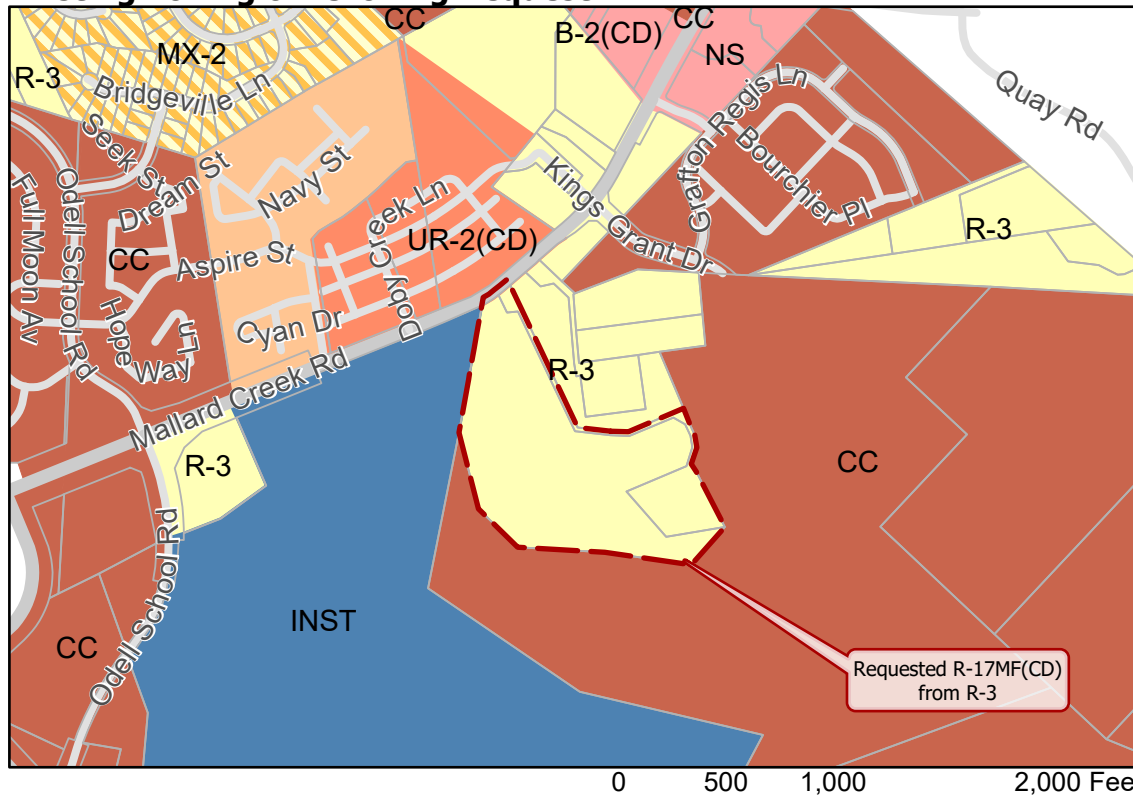 CC
B-2(CD)
CC
NS
MX-2
R-3
Bridgeville Ln
Quay Rd
Grafton Regis Ln
Bourchier Pl
Seek St
Dream St
Navy St
Kings Grant Dr
Full Moon Av
Odell School Rd
CC
Aspire St
Doby Creek Ln
UR-2(CD)
R-3
Hope Way
Ln
Cyan Dr
Mallard Creek Rd
R-3
R-3
CC
Odell School Rd
INST
CC
Requested R-17MF(CD)
from R-3
0 500 1,000 2,000 Fee